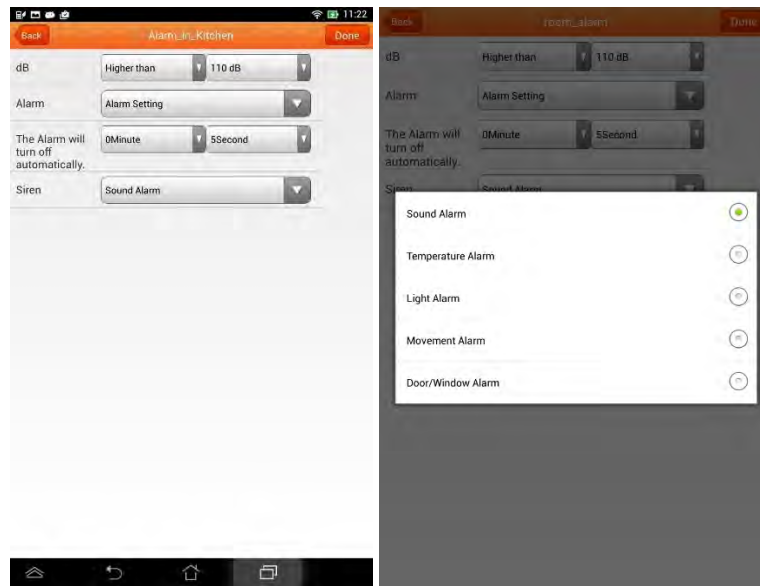 11:22
Back Alarm_in_Kitchen Done
dB Higher than 110 dB
Alarm Alarm Setting
The Alarm will
turn off
automatically.
0Minute 5Second
Siren Sound Alarm
Back room_alarm Done
dB Higher than 110 dB
Alarm Alarm Setting
The Alarm will
turn off
automatically.
0Minute 5Second
Siren Sound Alarm
Sound Alarm
Temperature Alarm
Light Alarm
Movement Alarm
Door/Window Alarm